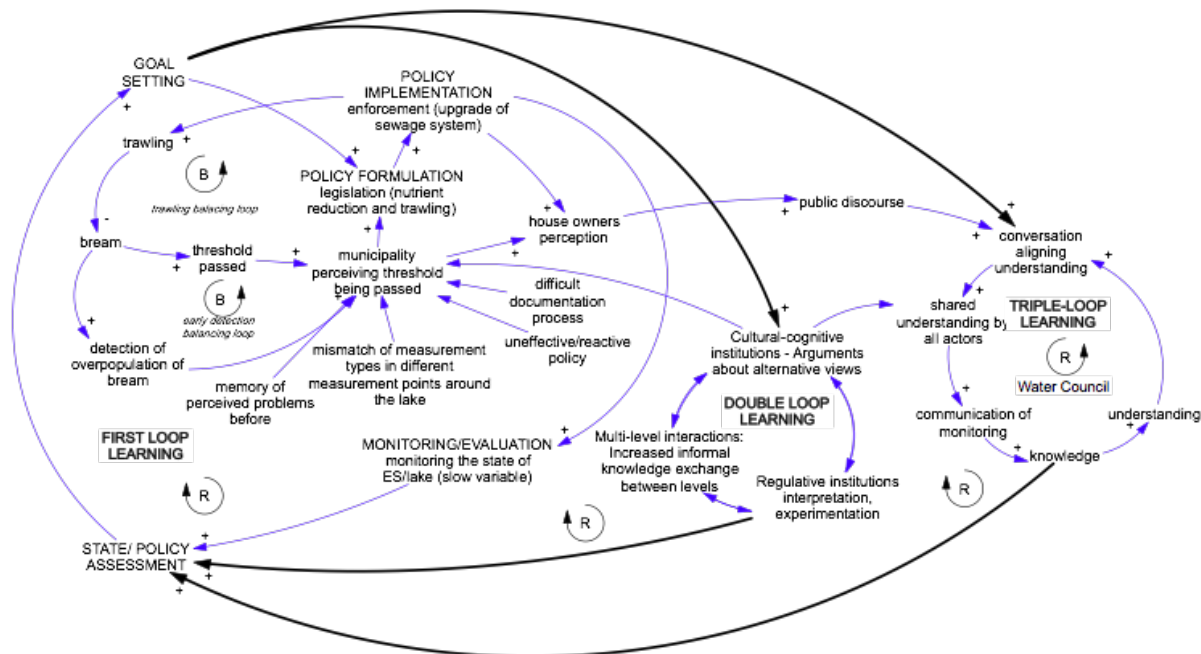 GOAL
SETTING
POLICY
IMPLEMENTATION
enforcement (upgrade of
sewage system)
+
trawling
+
+
+
B
trawling balacing loop
POLICY FORMULATION
legislation (nutrient
reduction and trawling)
+
-
bream
+
threshold
passed
+
municipality
perceiving threshold
being passed
+
+
house owners
perception
+
+
public discourse
+
+
conversation
aligning
understanding
+
B
early detection
balancing loop
+
detection of
overpopulation of
bream
+
memory of
perceived problems
before
mismatch of measurement
types in different
measurement points around
the lake
difficult
documentation
process
uneffective/reactive
policy
+
Cultural-cognitive
institutions - Arguments
about alternative views
+
shared
understanding by
all actors
TRIPLE-LOOP
LEARNING
R
Water Council
FIRST LOOP
LEARNING
R
+
MONITORING/EVALUATION
monitoring the state of
ES/lake (slow variable)
DOUBLE LOOP
LEARNING
Multi-level interactions:
Increased informal
knowledge exchange
between levels
Regulative institutions
interpretation,
experimentation
R
+
communication of
monitoring
+
knowledge
+
understanding
R
+
STATE/ POLICY
ASSESSMENT
+
+